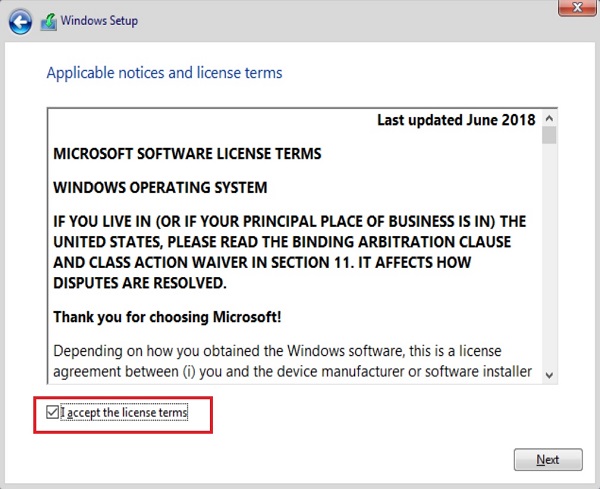 Windows Setup
Applicable notices and license terms
Last updated June 2018
MICROSOFT SOFTWARE LICENSE TERMS
WINDOWS OPERATING SYSTEM
IF YOU LIVE IN (OR IF YOUR PRINCIPAL PLACE OF BUSINESS IS IN) THE
UNITED STATES, PLEASE READ THE BINDING ARBITRATION CLAUSE
AND CLASS ACTION WAIVER IN SECTION 11. IT AFFECTS HOW
DISPUTES ARE RESOLVED.
Thank you for choosing Microsoft!
Depending on how you obtained the Windows software, this is a license
agreement between (i) you and the device manufacturer or software installer
I accept the license terms
Next